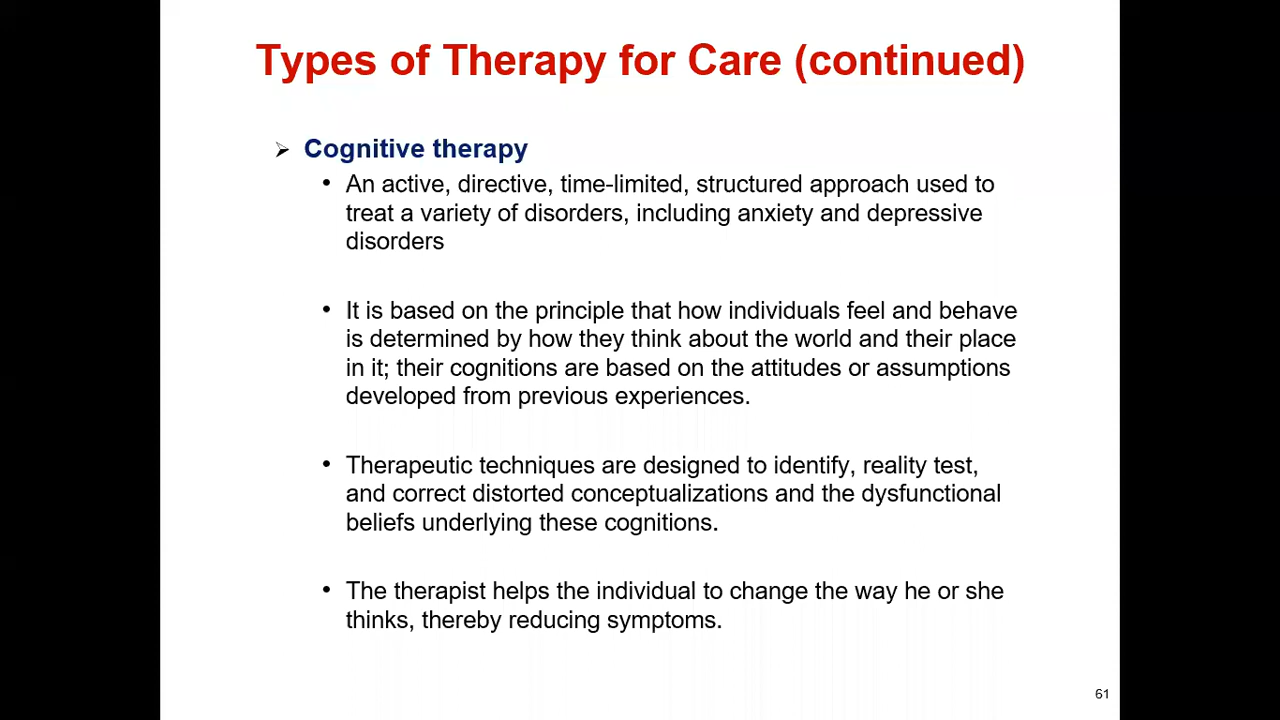 Types of Therapy for Care (continued)
➢ Cognitive therapy
• An active, directive, time-limited, structured approach used to
treat a variety of disorders, including anxiety and depressive
disorders
• It is based on the principle that how individuals feel and behave
is determined by how they think about the world and their place
in it; their cognitions are based on the attitudes or assumptions
developed from previous experiences.
• Therapeutic techniques are designed to identify, reality test,
and correct distorted conceptualizations and the dysfunctional
beliefs underlying these cognitions.
• The therapist helps the individual to change the way he or she
thinks, thereby reducing symptoms.
61